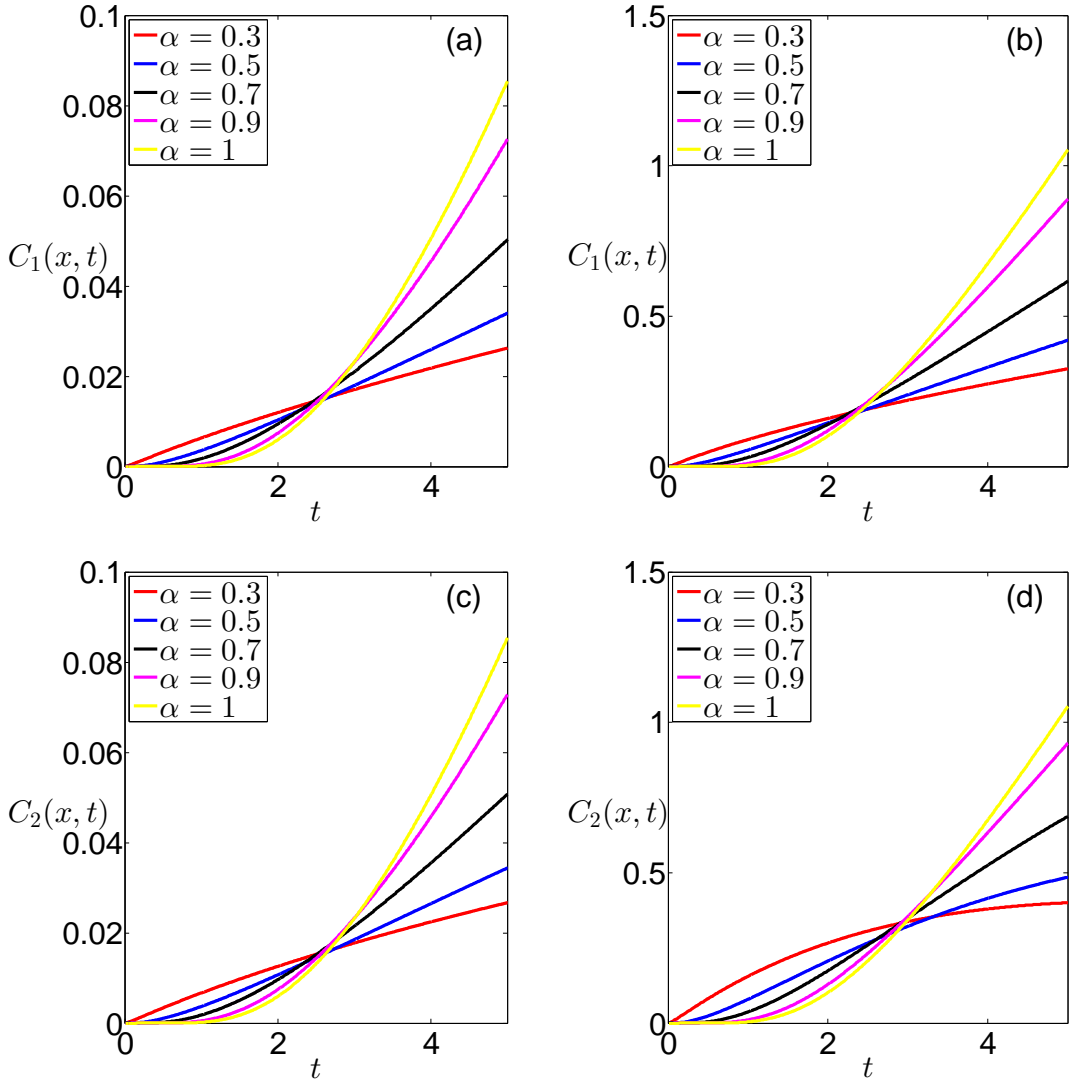 (a)
α = 0.3
α = 0.5
α = 0.7
α = 0.9
α = 1
0.1
0.08
0.06
0.04
0.02
0
C₁(x, t)
0 2 4
t
(b)
α = 0.3
α = 0.5
α = 0.7
α = 0.9
α = 1
1.5
1
0.5
0
C₁(x, t)
0 2 4
t
(c)
α = 0.3
α = 0.5
α = 0.7
α = 0.9
α = 1
0.1
0.08
0.06
0.04
0.02
0
C₂(x, t)
0 2 4
t
(d)
α = 0.3
α = 0.5
α = 0.7
α = 0.9
α = 1
1.5
1
0.5
0
C₂(x, t)
0 2 4
t